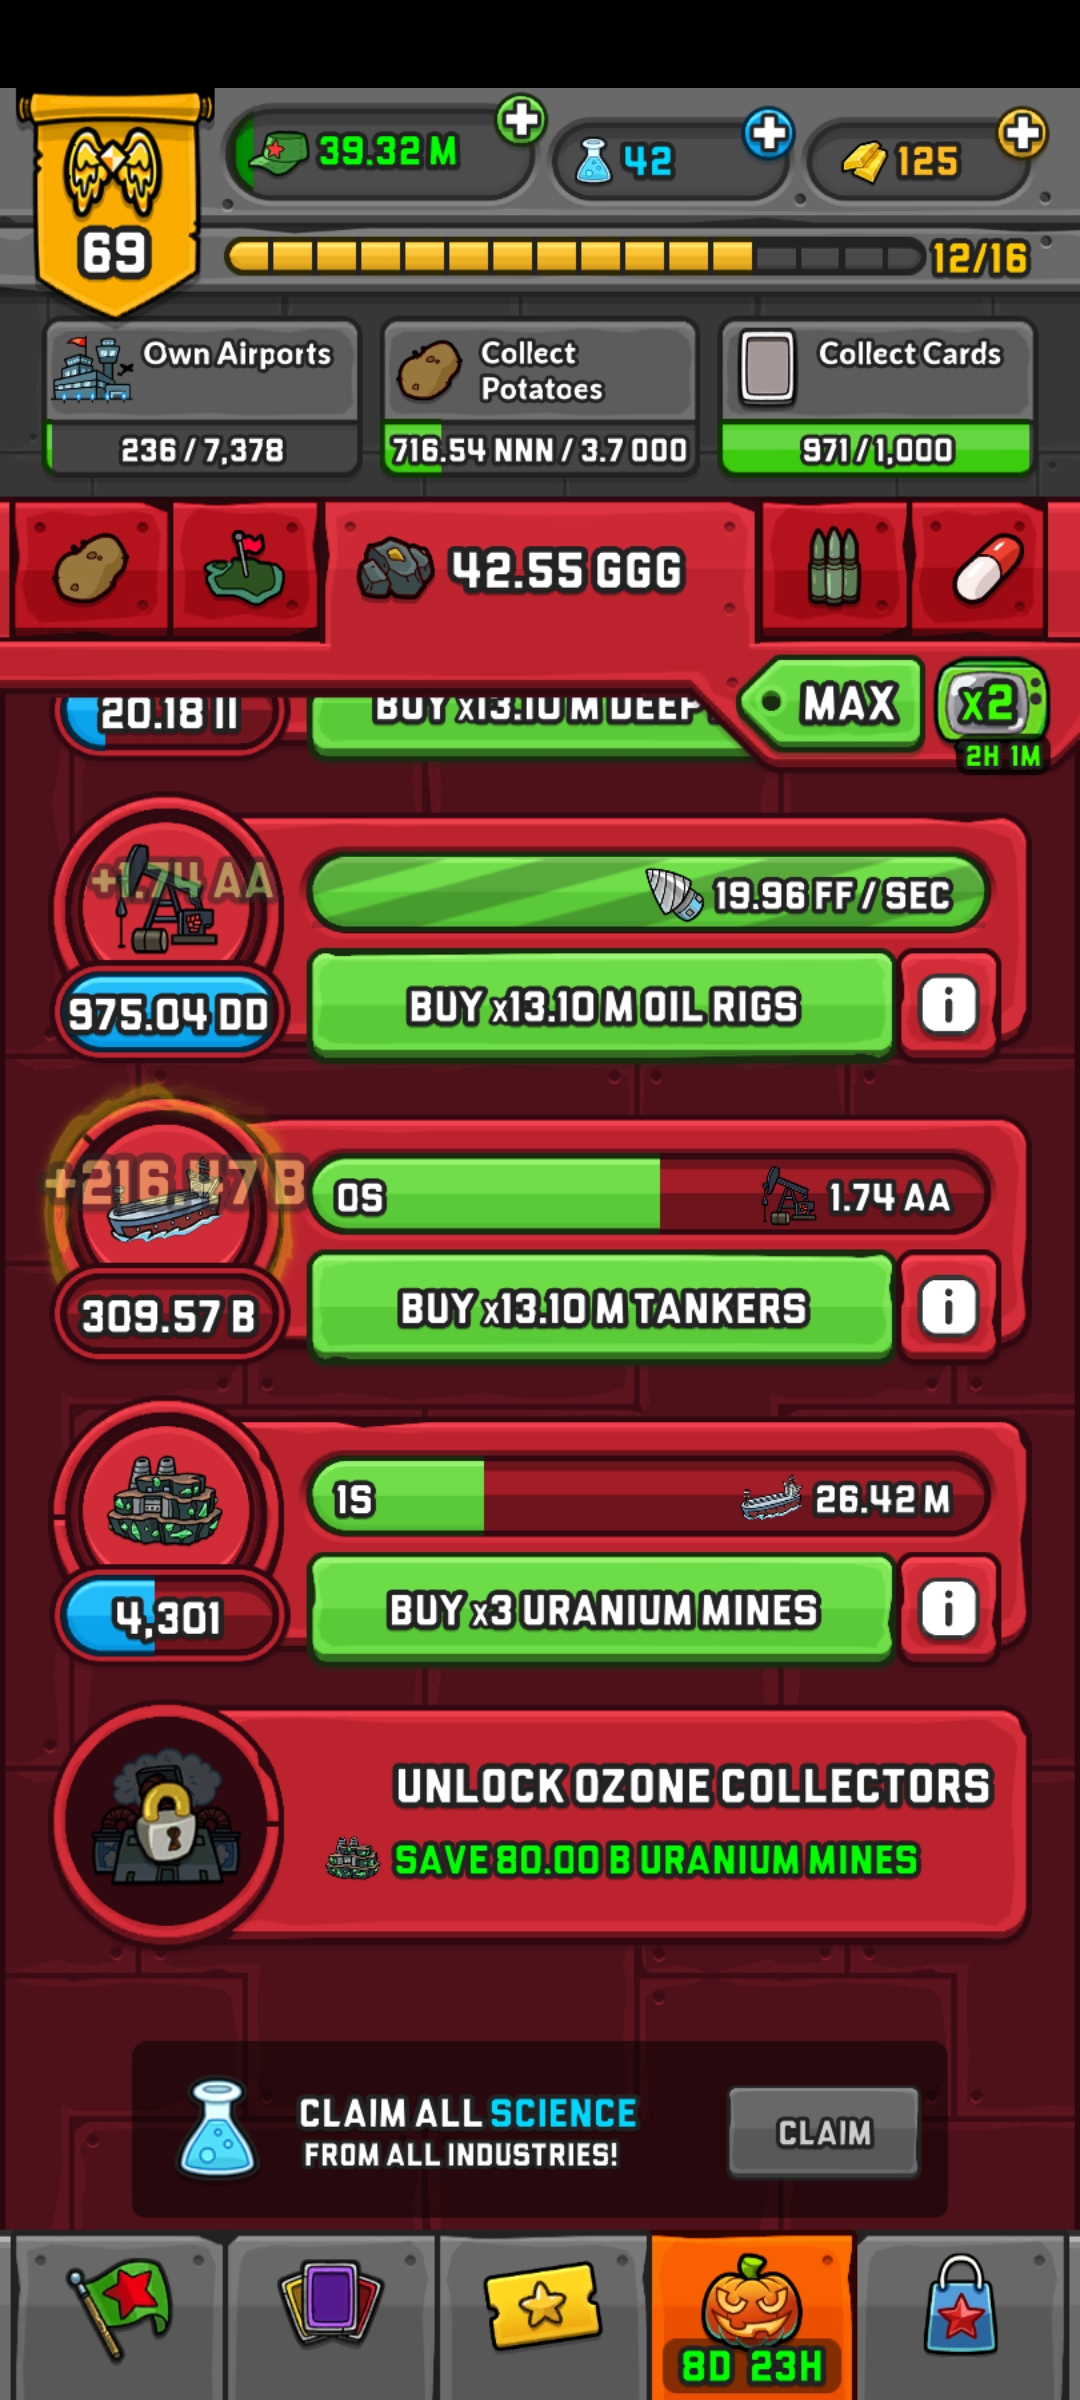 39.32 M
42
125
69
12/16
Own Airports
236 / 7,378
Collect
Potatoes
716.54 NNN / 3.7 OOO
Collect Cards
971 / 1,000
42.55 GGG
MAX
x2
2H 1M
20.18 II
BUY x13.10 M DEEP
+1.74 AA
19.96 FF / SEC
975.04 DD
BUY x13.10 M OIL RIGS
i
0S
1.74 AA
309.57 B
BUY x13.10 M TANKERS
i
1S
26.42 M
4,301
BUY x3 URANIUM MINES
i
UNLOCK OZONE COLLECTORS
SAVE 80.00 B URANIUM MINES
CLAIM ALL SCIENCE
FROM ALL INDUSTRIES!
CLAIM
8D 23H